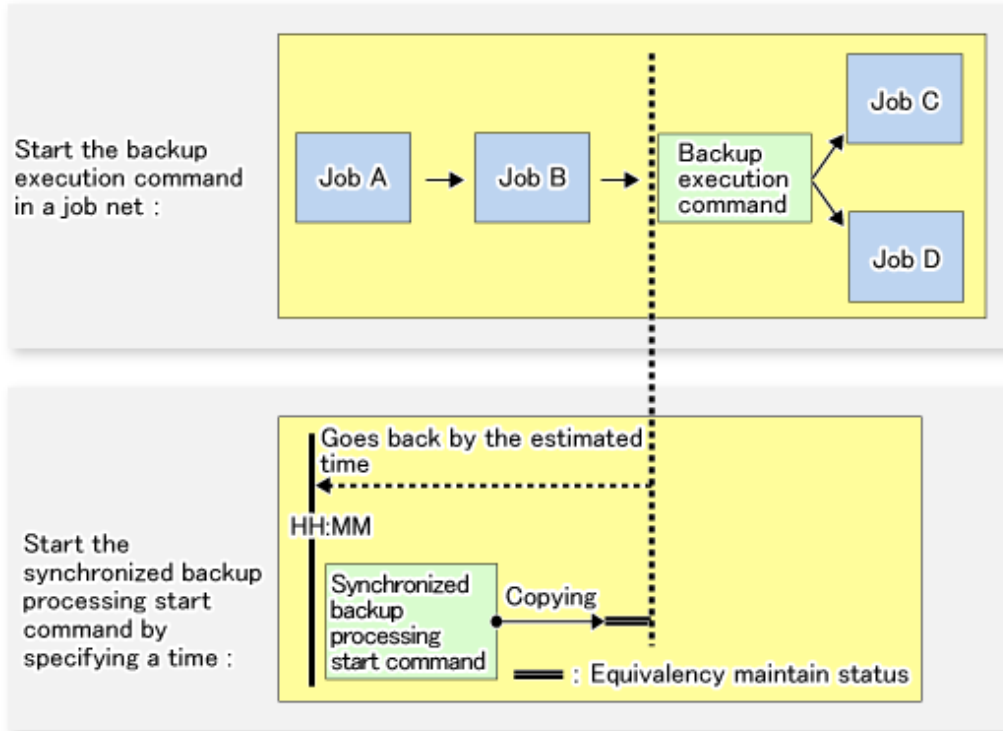 Start the backup
execution command
in a job net :
Job A
Job B
Backup
execution
command
Job C
Job D
Start the
synchronized backup
processing start
command by
specifying a time :
Goes back by the estimated
time
HH:MM
Synchronized
backup
processing
start command
Copying
: Equivalency maintain status